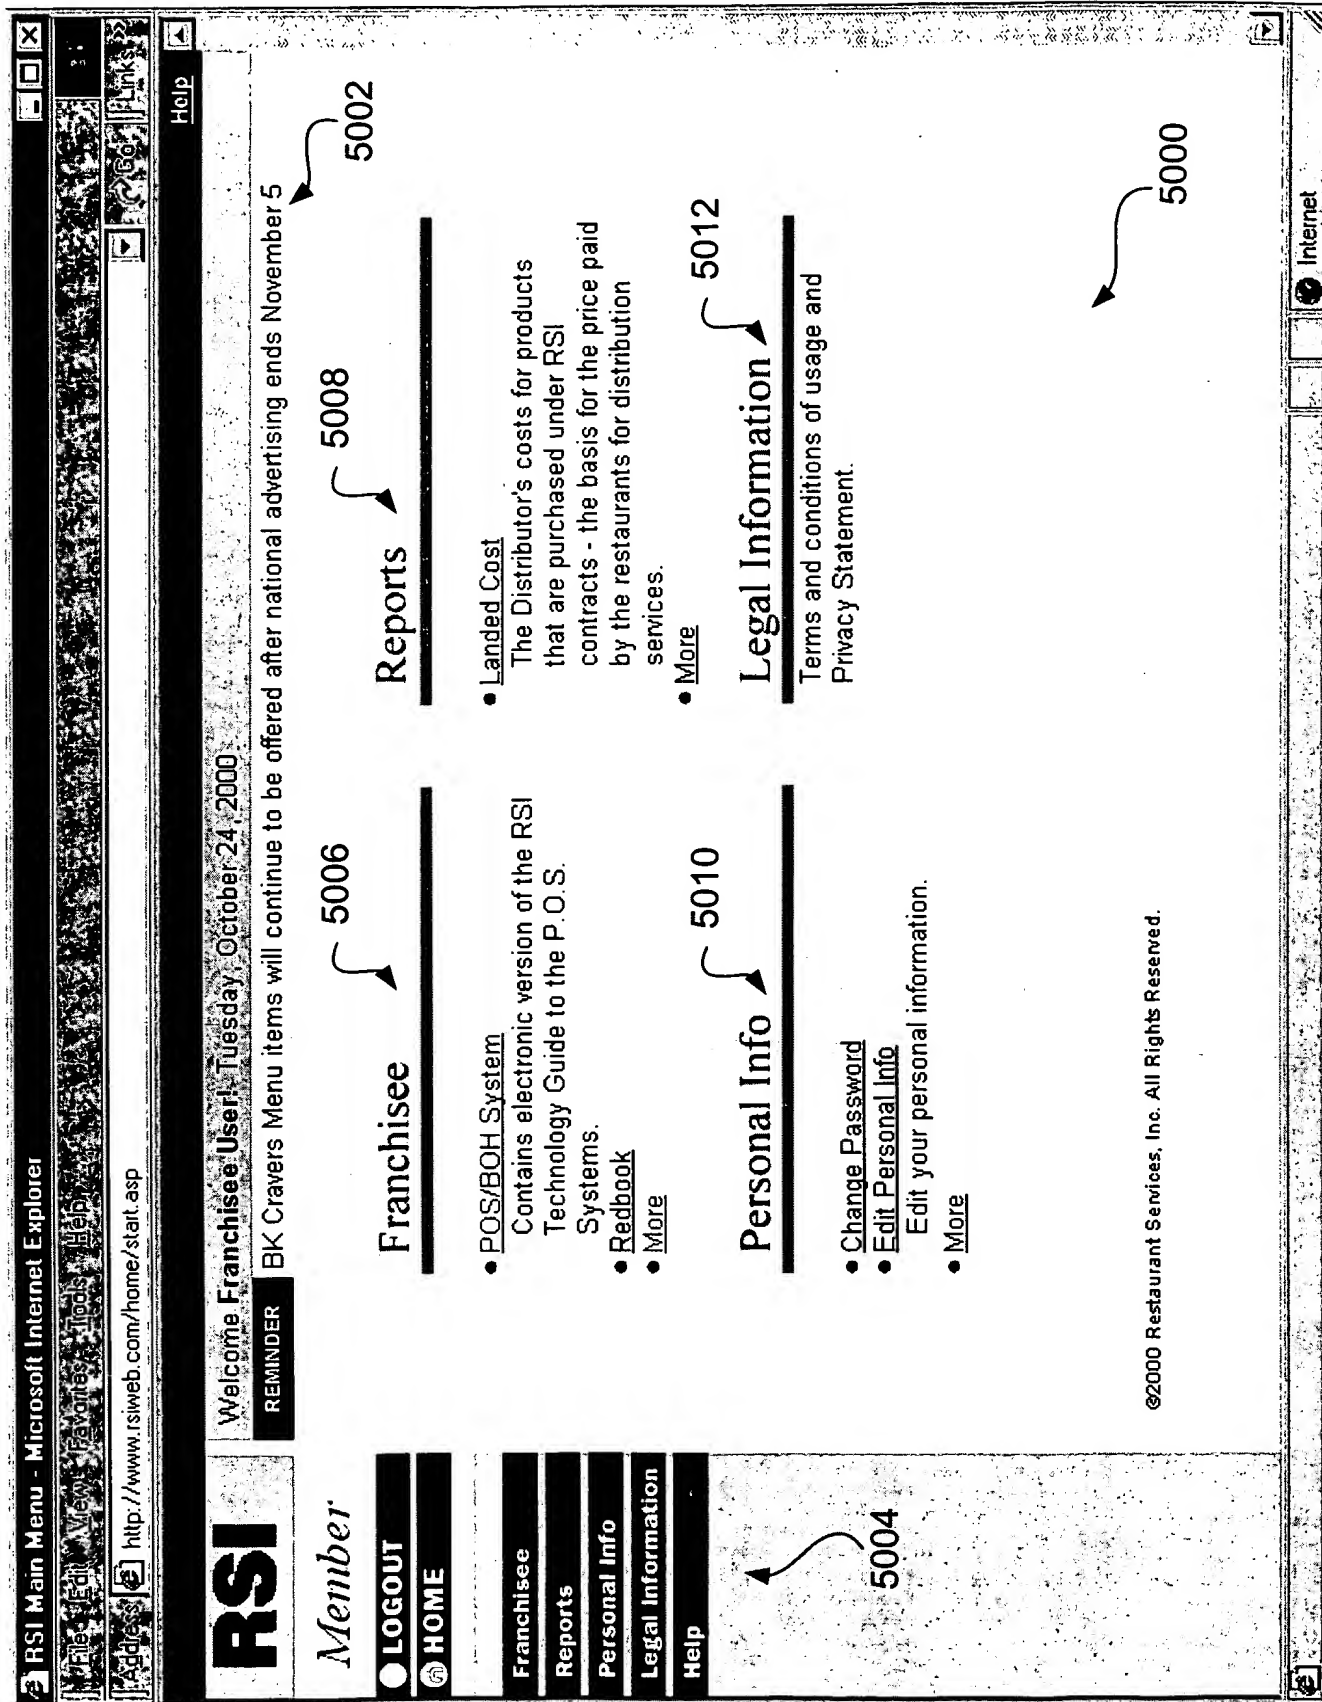 RSI Main Menu - Microsoft Internet Explorer
File Edit View Favorites Tools Help
Address http://www.rsiweb.com/home/start.asp Go Links »
Help
RSI
Welcome Franchisee User! Tuesday, October 24, 2000
REMINDER BK Cravers Menu items will continue to be offered after national advertising ends November 5
5002
Member
LOGOUT
HOME
Franchisee
Reports
Personal Info
Legal Information
Help
5004
Franchisee
5006
• POS/BOH System
Contains electronic version of the RSI
Technology Guide to the P.O.S.
Systems.
• Redbook
• More
Reports
5008
• Landed Cost
The Distributor's costs for products
that are purchased under RSI
contracts - the basis for the price paid
by the restaurants for distribution
services.
• More
Personal Info
5010
• Change Password
• Edit Personal Info
Edit your personal information.
• More
Legal Information
5012
Terms and conditions of usage and
Privacy Statement.
5000
©2000 Restaurant Services, Inc. All Rights Reserved.
Internet